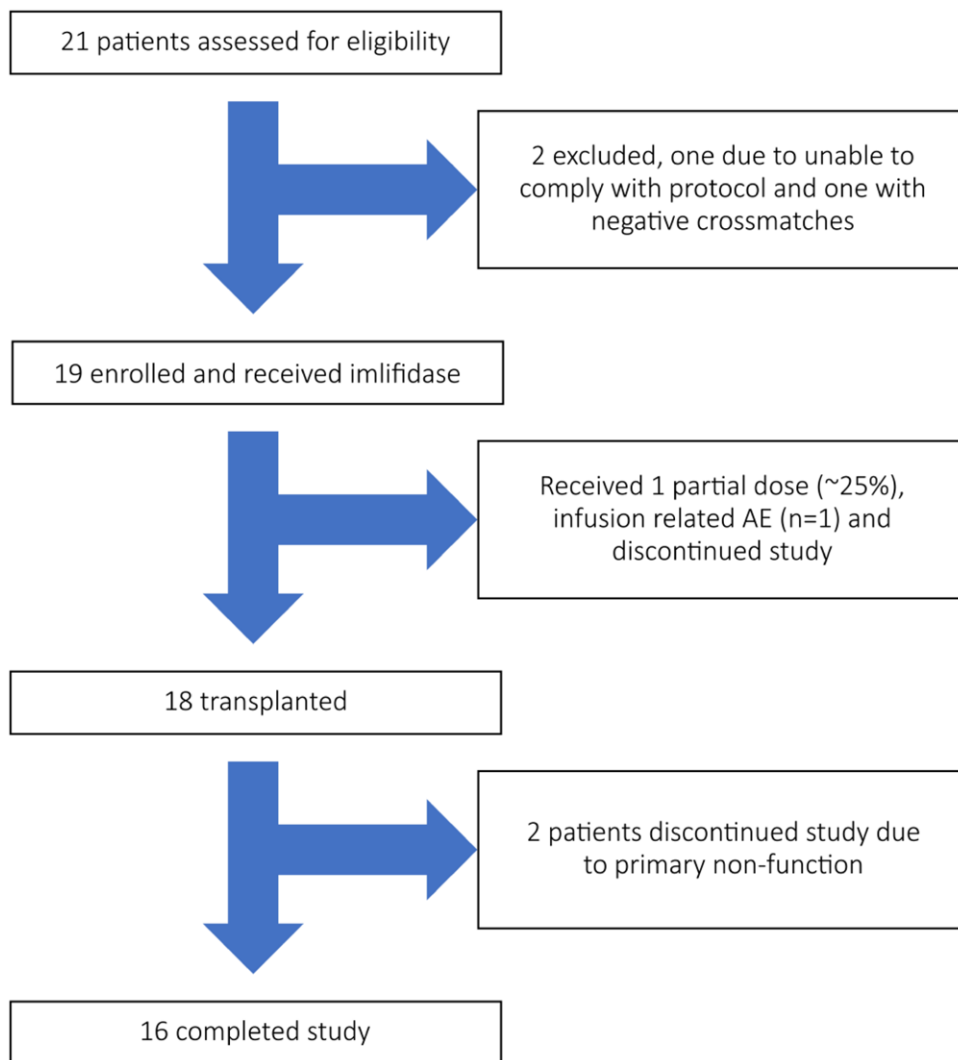 21 patients assessed for eligibility
2 excluded, one due to unable to
comply with protocol and one with
negative crossmatches
19 enrolled and received imlifidase
Received 1 partial dose (~25%),
infusion related AE (n=1) and
discontinued study
18 transplanted
2 patients discontinued study due
to primary non-function
16 completed study